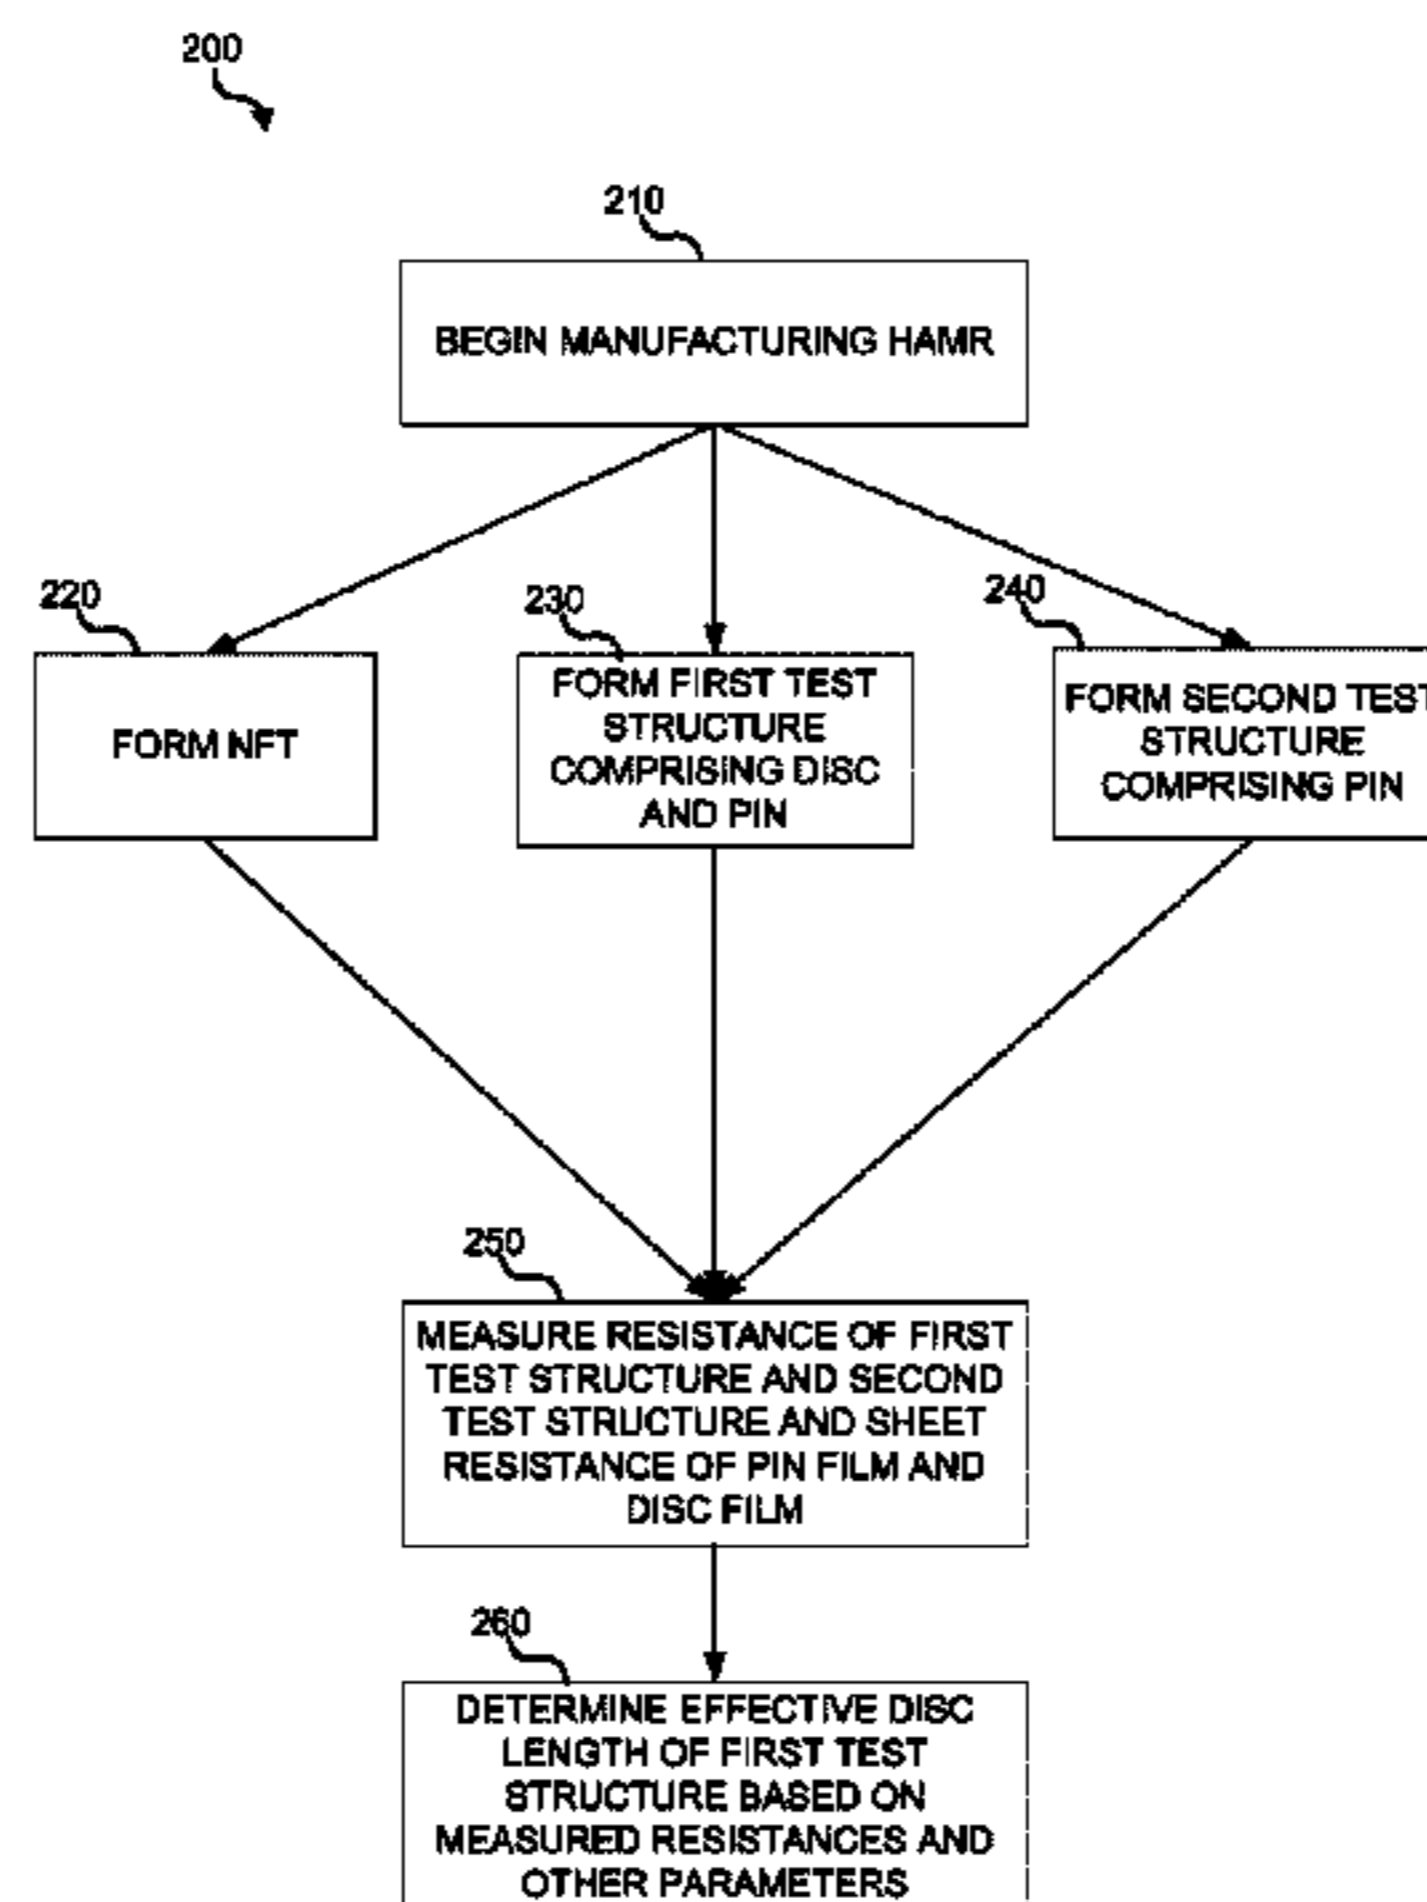 200
210
BEGIN MANUFACTURING HAMR
220
FORM NFT
230
FORM FIRST TEST
STRUCTURE
COMPRISING DISC
AND PIN
240
FORM SECOND TEST
STRUCTURE
COMPRISING PIN
250
MEASURE RESISTANCE OF FIRST
TEST STRUCTURE AND SECOND
TEST STRUCTURE AND SHEET
RESISTANCE OF PIN FILM AND
DISC FILM
260
DETERMINE EFFECTIVE DISC
LENGTH OF FIRST TEST
STRUCTURE BASED ON
MEASURED RESISTANCES AND
OTHER PARAMETERS